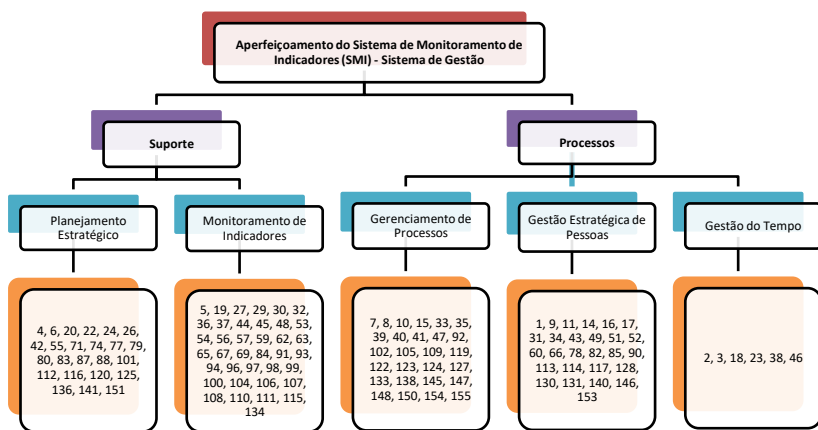 Aperfeiçoamento do Sistema de Monitoramento de
Indicadores (SMI) - Sistema de Gestão
Suporte
Processos
Planejamento
Estratégico
Monitoramento de
Indicadores
Gerenciamento de
Processos
Gestão Estratégica de
Pessoas
Gestão do Tempo
4, 6, 20, 22, 24, 26,
42, 55, 71, 74, 77, 79,
80, 83, 87, 88, 101,
112, 116, 120, 125,
136, 141, 151
5, 19, 27, 29, 30, 32,
36, 37, 44, 45, 48, 53,
54, 56, 57, 59, 62, 63,
65, 67, 69, 84, 91, 93,
94, 96, 97, 98, 99,
100, 104, 106, 107,
108, 110, 111, 115,
134
7, 8, 10, 15, 33, 35,
39, 40, 41, 47, 92,
102, 105, 109, 119,
122, 123, 124, 127,
133, 138, 145, 147,
148, 150, 154, 155
1, 9, 11, 14, 16, 17,
31, 34, 43, 49, 51, 52,
60, 66, 78, 82, 85, 90,
113, 114, 117, 128,
130, 131, 140, 146,
153
2, 3, 18, 23, 38, 46